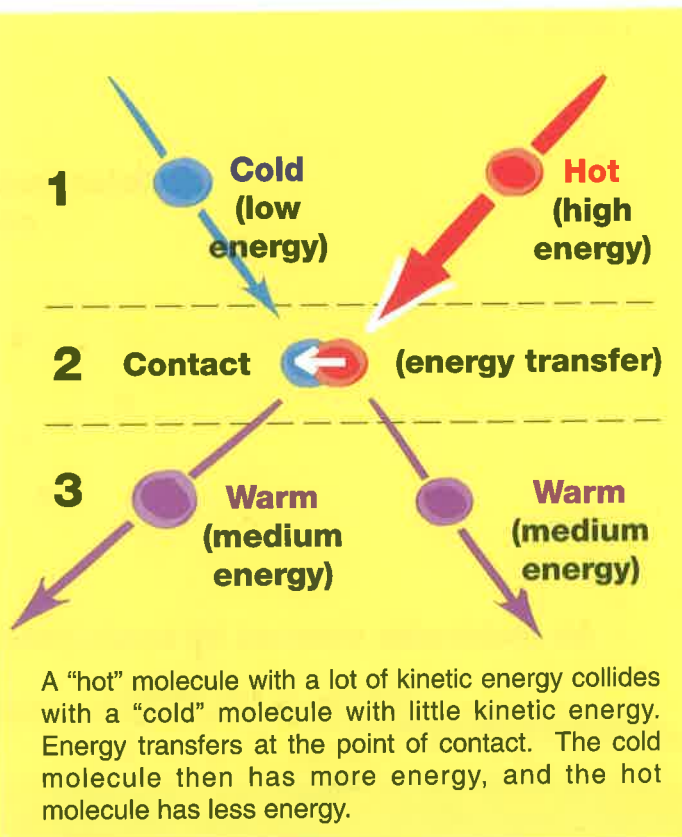 1
Cold
(low
energy)
Hot
(high
energy)
2 Contact (energy transfer)
3
Warm
(medium
energy)
Warm
(medium
energy)
A “hot” molecule with a lot of kinetic energy collides
with a “cold” molecule with little kinetic energy.
Energy transfers at the point of contact. The cold
molecule then has more energy, and the hot
molecule has less energy.